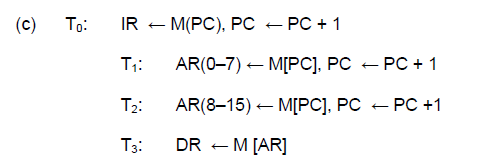 (c) T₀: IR ← M(PC), PC ← PC + 1
T₁: AR(0–7) ← M[PC], PC ← PC + 1
T₂: AR(8–15) ← M[PC], PC ← PC +1
T₃: DR ← M [AR]